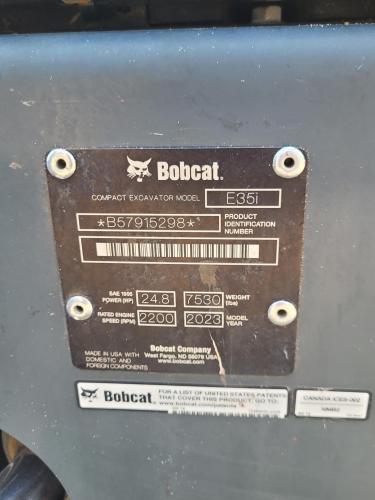 Bobcat.
COMPACT EXCAVATOR MODEL E35i
*B57915298* PRODUCT IDENTIFICATION NUMBER
SAE 1995 POWER (HP) 24.8 7530 WEIGHT (lbs)
RATED ENGINE SPEED (RPM) 2200 2023 MODEL YEAR
Bobcat Company
West Fargo, ND 58078 USA
www.bobcat.com
MADE IN USA WITH
DOMESTIC AND
FOREIGN COMPONENTS
Bobcat.
FOR A LIST OF UNITED STATES PATENTS
THAT COVER THIS PRODUCT, GO TO:
www.bobcat.com/patents
CANADA ICES-002